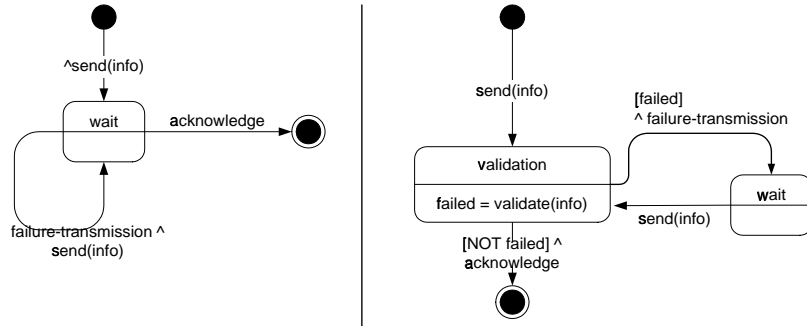 ^send(info)
wait
acknowledge
failure-transmission ^
send(info)
send(info)
[failed]
^ failure-transmission
validation
failed = validate(info)
wait
send(info)
[NOT failed] ^
acknowledge